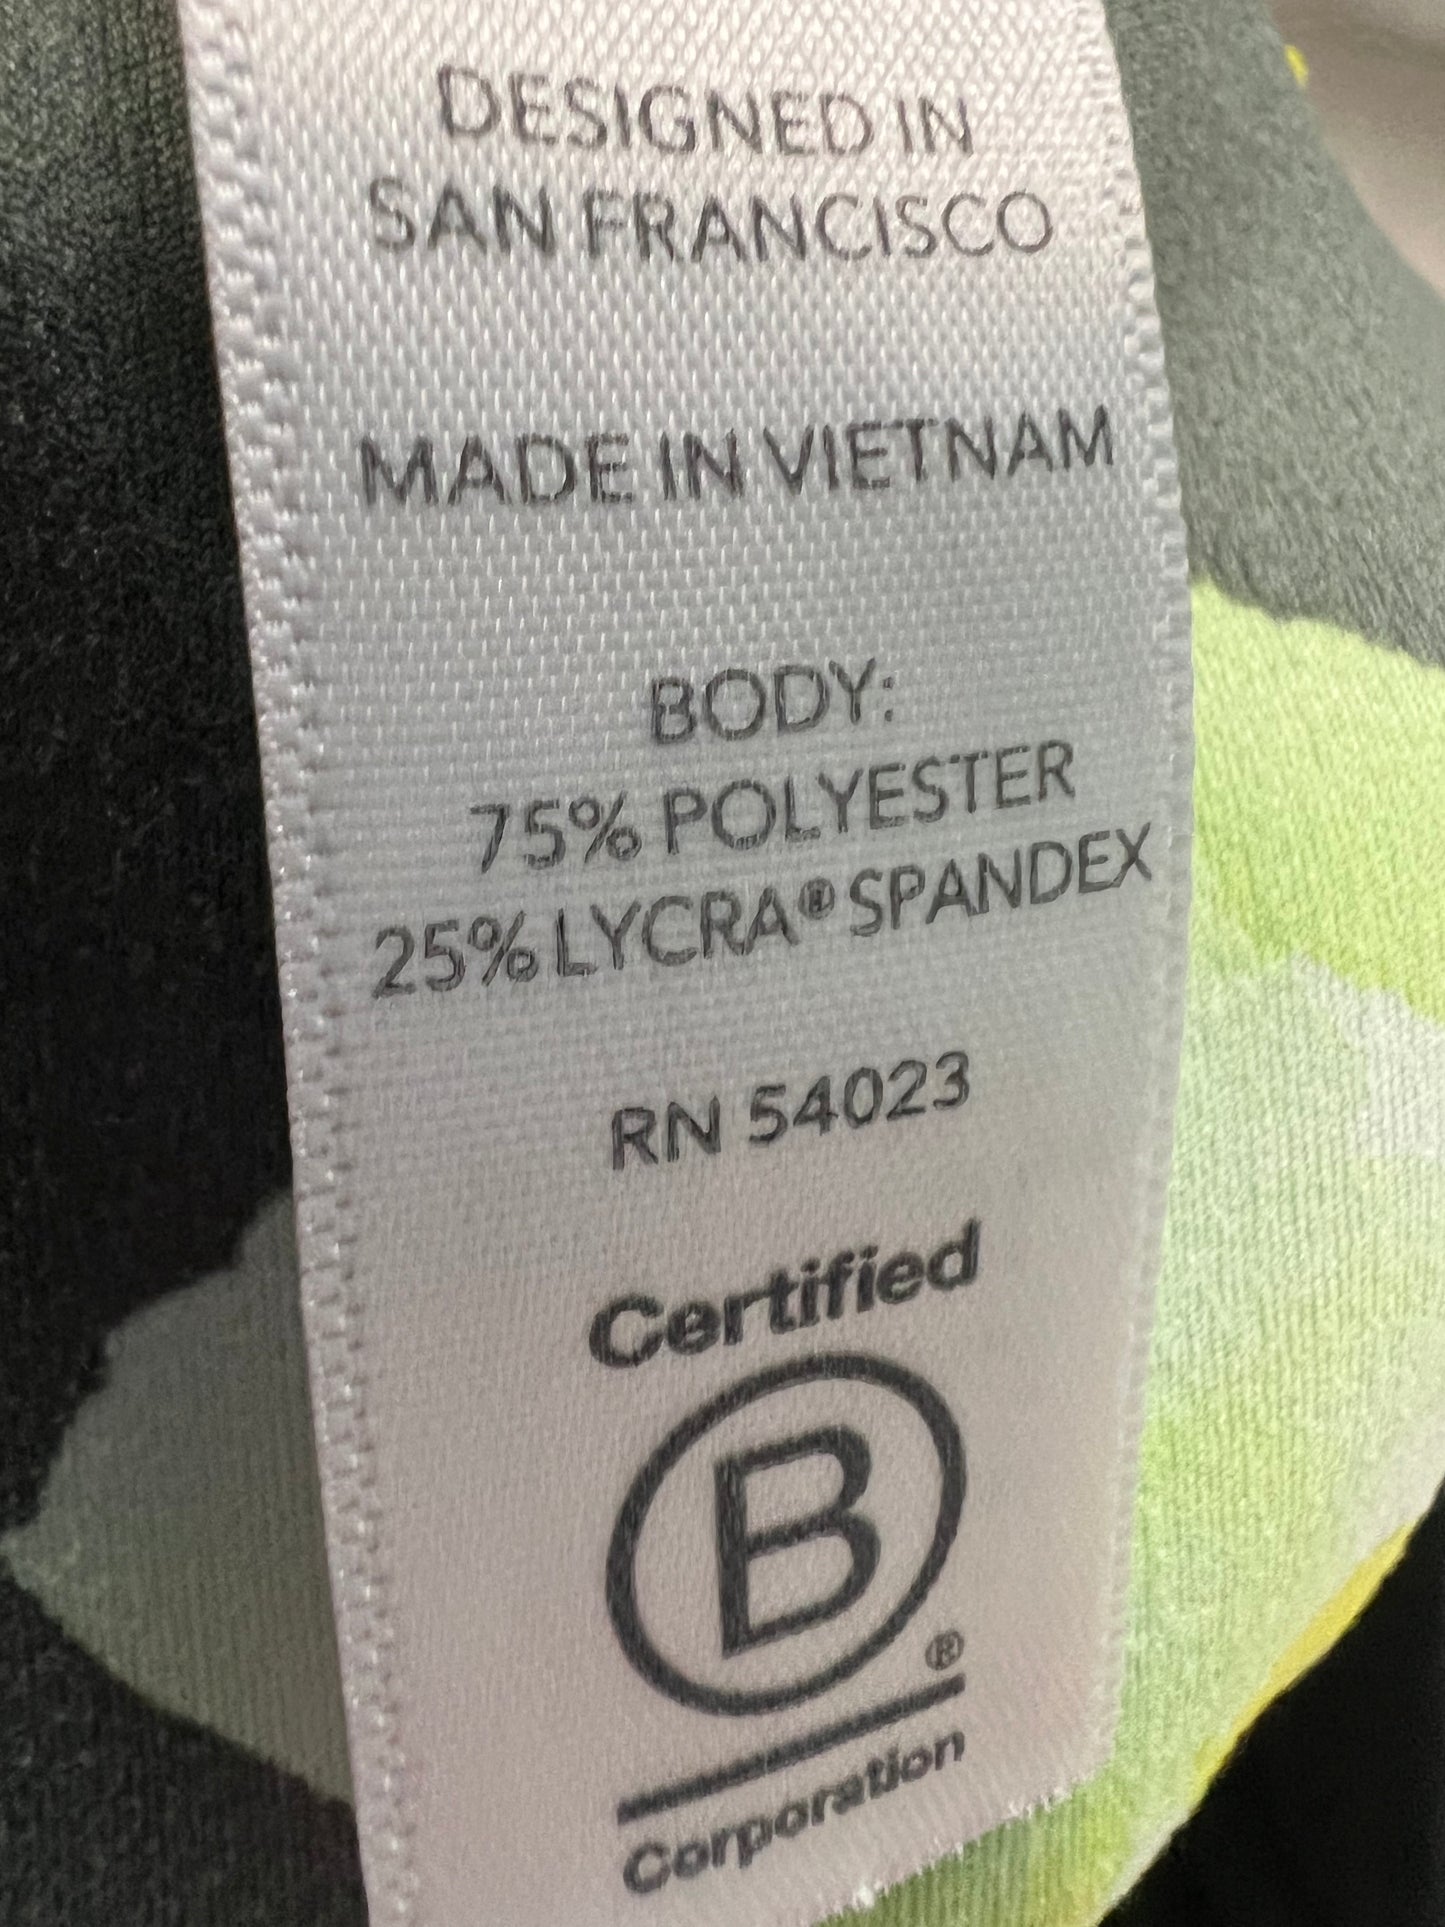 DESIGNED IN
SAN FRANCISCO
MADE IN VIETNAM
BODY:
75% POLYESTER
25% LYCRA® SPANDEX
RN 54023
Certified
B
®
Corporation